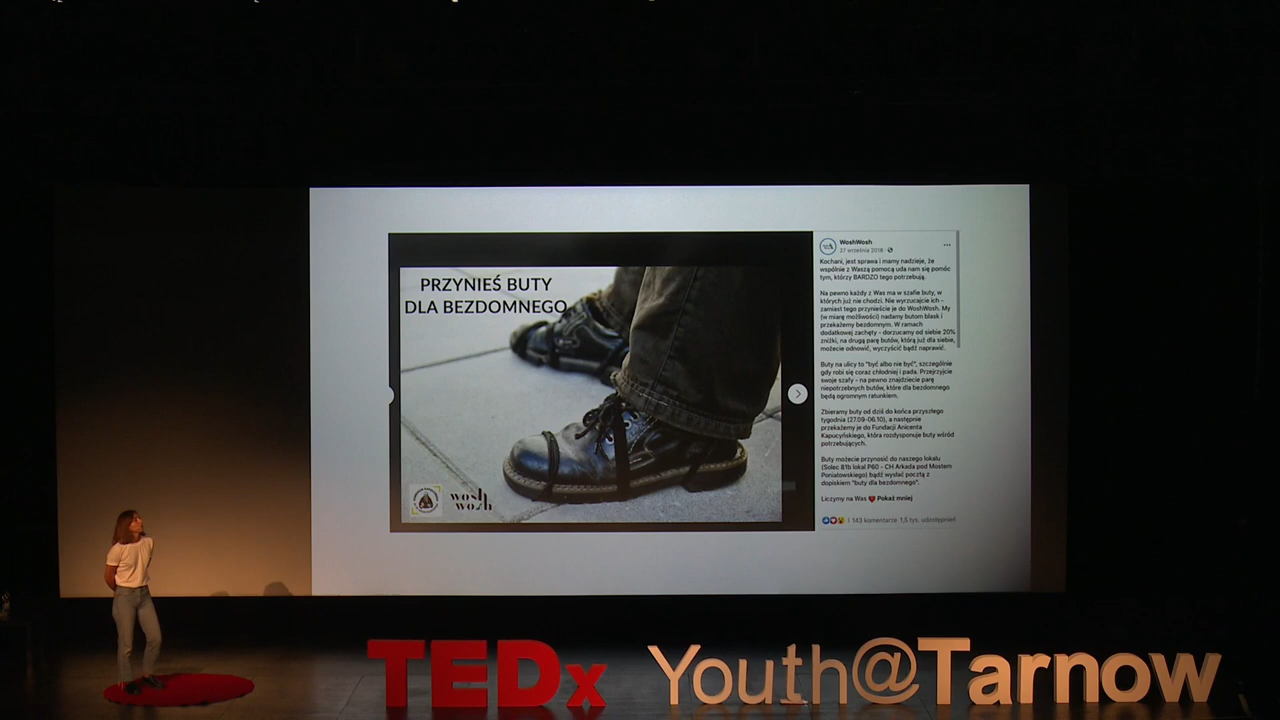 PRZYNIEŚ BUTY
DLA BEZDOMNEGO
wosh
wosh
WoshWosh
27 września 2018
Kochani, jest sprawa i mamy nadzieję, że
wspólnie z Waszą pomocą uda nam się pomóc
tym, którzy BARDZO tego potrzebują.
Na pewno każdy z Was ma w szafie buty, w
których już nie chodzi. Nie wyrzucajcie ich -
zamiast tego przynieście je do WoshWosh. My
(w miarę możliwości) nadamy butom blask i
przekażemy bezdomnym. W ramach
dodatkowej zachęty - dorzucamy od siebie 20%
zniżki, na drugą parę butów, którą już dla siebie,
możecie odnowić, wyczyścić bądź naprawić.
Buty na ulicy to "być albo nie być", szczególnie
gdy robi się coraz chłodniej i pada. Przejrzyjcie
swoje szafy - na pewno znajdziecie parę
niepotrzebnych butów, które dla bezdomnego
będą ogromnym ratunkiem.
Zbieramy buty od dziś do końca przyszłego
tygodnia (27.09-06.10), a następnie
przekażemy je do Fundacji Anicenta
Kapucyńskiego, która rozdysponuje buty wśród
potrzebujących.
Buty możecie przynosić do naszego lokalu
(Solec 81b lokal P60 - CH Arkada pod Mostem
Poniatowskiego) bądź wysłać pocztą z
dopiskiem "buty dla bezdomnego".
Liczymy na Was ❤ Pokaż mniej
143 komentarze 1,5 tys. udostępnień
TEDx Youth@Tarnow